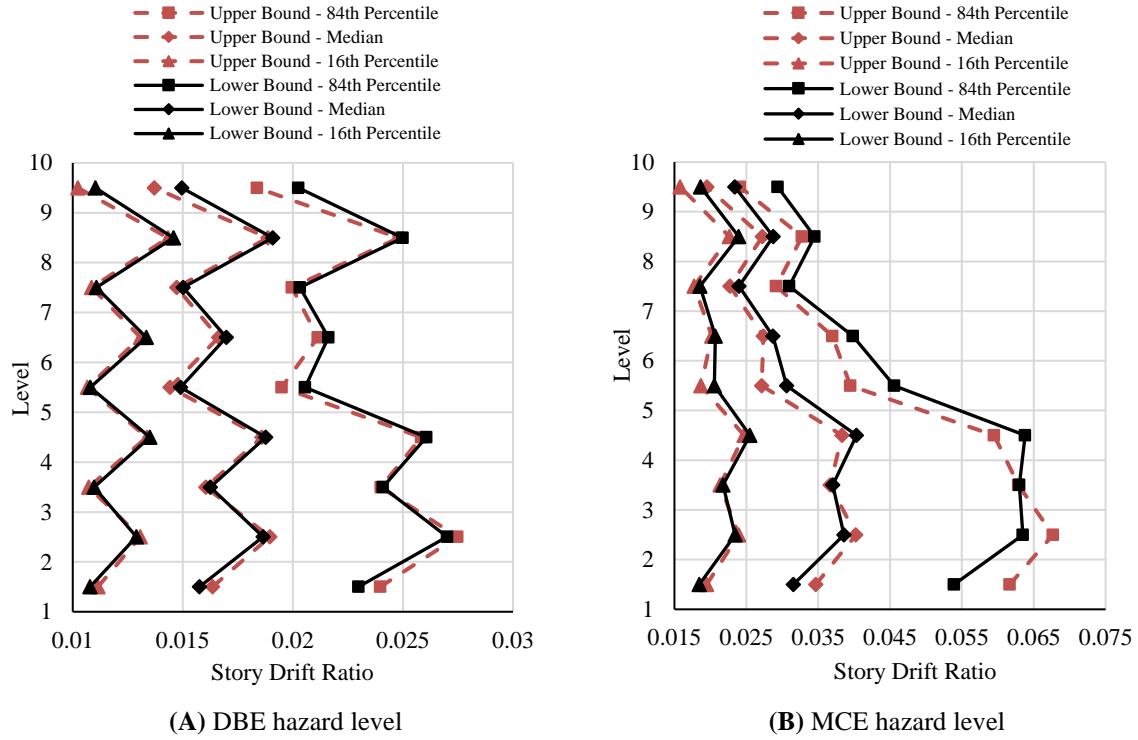 Upper Bound - 84th Percentile
Upper Bound - Median
Upper Bound - 16th Percentile
Lower Bound - 84th Percentile
Lower Bound - Median
Lower Bound - 16th Percentile
10
9
8
7
6
5
4
3
2
1
Level
0.01
0.015
0.02
0.025
0.03
Story Drift Ratio
(A) DBE hazard level
Upper Bound - 84th Percentile
Upper Bound - Median
Upper Bound - 16th Percentile
Lower Bound - 84th Percentile
Lower Bound - Median
Lower Bound - 16th Percentile
10
9
8
7
6
5
4
3
2
1
Level
0.015
0.025
0.035
0.045
0.055
0.065
0.075
Story Drift Ratio
(B) MCE hazard level